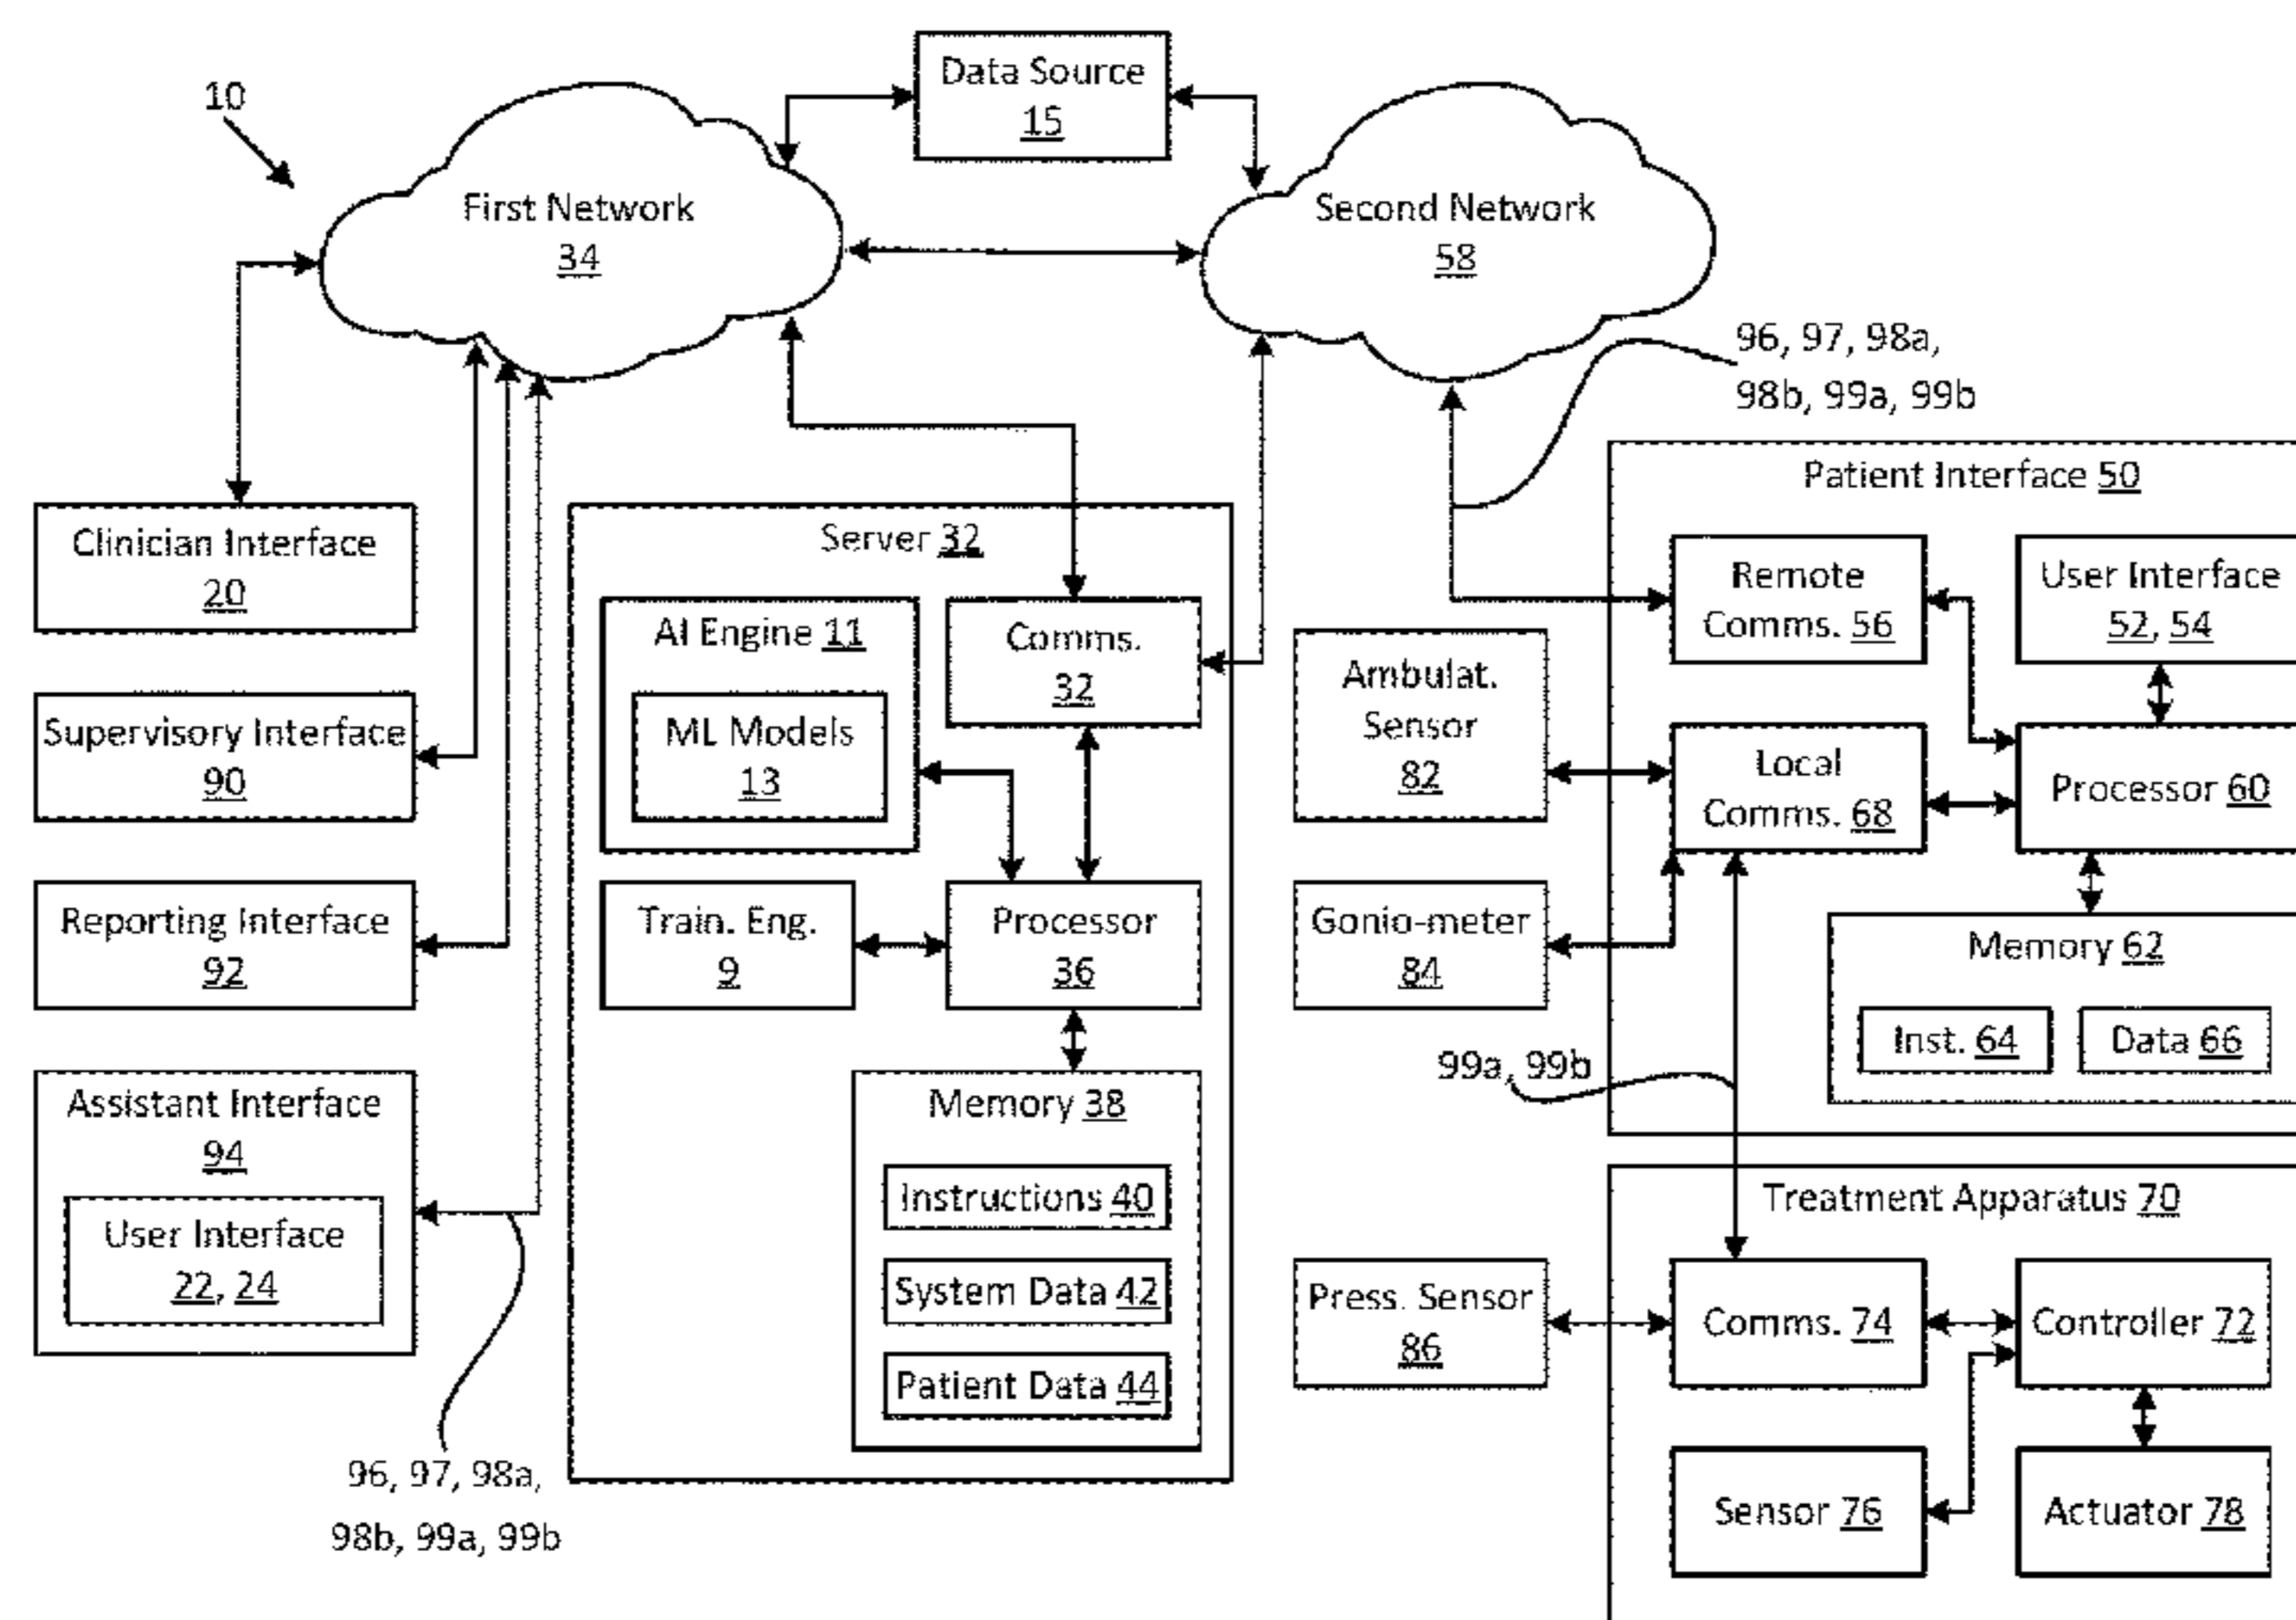 10
Data Source
15
First Network
34
Second Network
58
96, 97, 98a,
98b, 99a, 99b
Clinician Interface
20
Supervisory Interface
90
Reporting Interface
92
Assistant Interface
94
User Interface
22, 24
96, 97, 98a,
98b, 99a, 99b
Server 32
AI Engine 11
ML Models
13
Comms.
32
Train. Eng.
9
Processor
36
Memory 38
Instructions 40
System Data 42
Patient Data 44
Ambulat.
Sensor
82
Gonio-meter
84
99a, 99b
Press. Sensor
86
Patient Interface 50
Remote
Comms. 56
User Interface
52, 54
Local
Comms. 68
Processor 60
Memory 62
Inst. 64
Data 66
Treatment Apparatus 70
Comms. 74
Controller 72
Sensor 76
Actuator 78